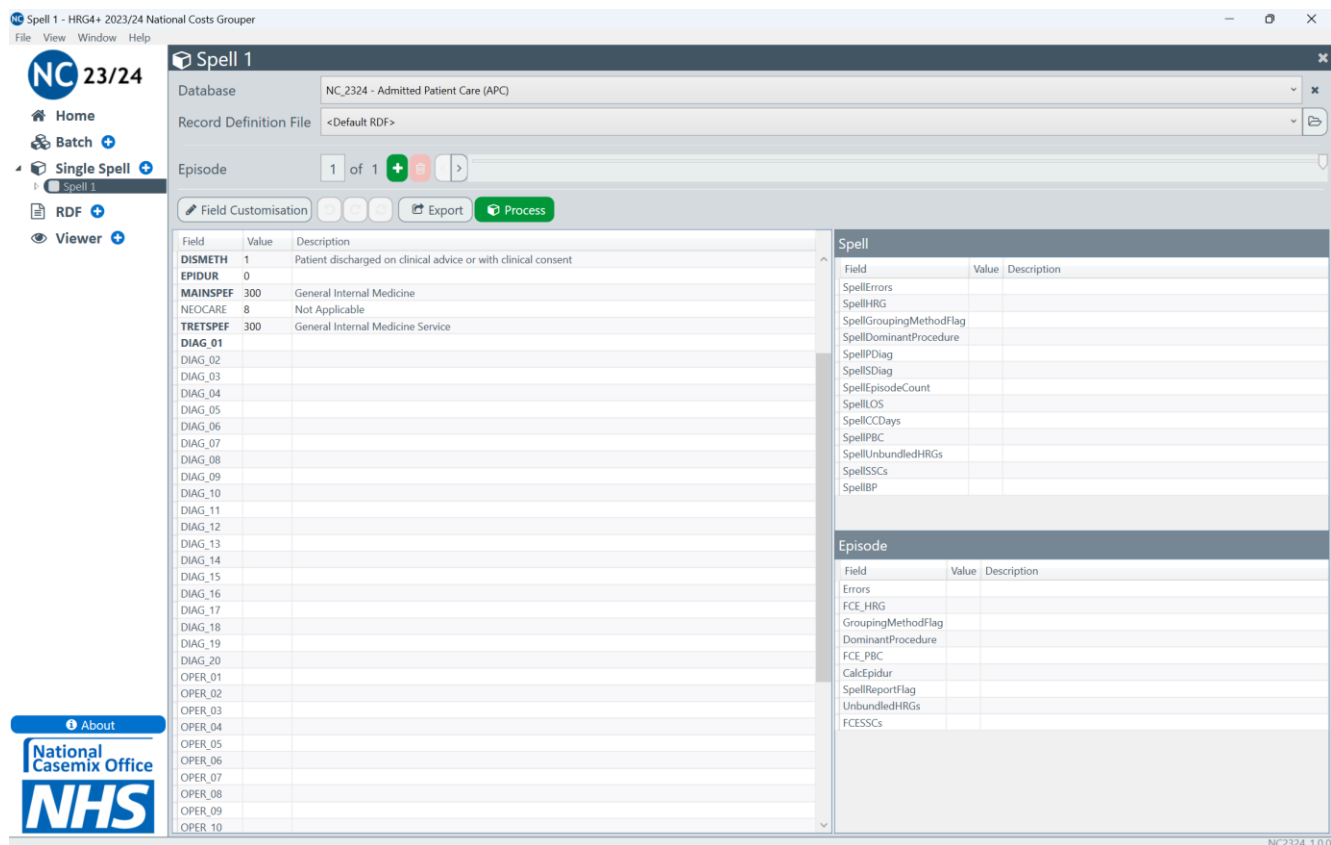 Spell 1 - HRG4+ 2023/24 National Costs Grouper
File View Window Help
NC 23/24
Home
Batch
Single Spell
Spell 1
RDF
Viewer
About
National
Casemix Office
NHS
Spell 1
Database NC_2324 - Admitted Patient Care (APC)
Record Definition File <Default RDF>
Episode 1 of 1
Field Customisation Export Process
Field Value Description
DISMETH 1 Patient discharged on clinical advice or with clinical consent
EPIDUR 0
MAINSPEF 300 General Internal Medicine
NEOCARE 8 Not Applicable
TRETSPEF 300 General Internal Medicine Service
DIAG_01
DIAG_02
DIAG_03
DIAG_04
DIAG_05
DIAG_06
DIAG_07
DIAG_08
DIAG_09
DIAG_10
DIAG_11
DIAG_12
DIAG_13
DIAG_14
DIAG_15
DIAG_16
DIAG_17
DIAG_18
DIAG_19
DIAG_20
OPER_01
OPER_02
OPER_03
OPER_04
OPER_05
OPER_06
OPER_07
OPER_08
OPER_09
OPER_10
Spell
Field Value Description
SpellErrors
SpellHRG
SpellGroupingMethodFlag
SpellDominantProcedure
SpellPDiag
SpellSDiag
SpellEpisodeCount
SpellLOS
SpellCCDays
SpellPBC
SpellUnbundledHRGs
SpellSSCs
SpellBP
Episode
Field Value Description
Errors
FCE_HRG
GroupingMethodFlag
DominantProcedure
FCE_PBC
CalcEpidur
SpellReportFlag
UnbundledHRGs
FCESSCs
NC2324 1.0.0